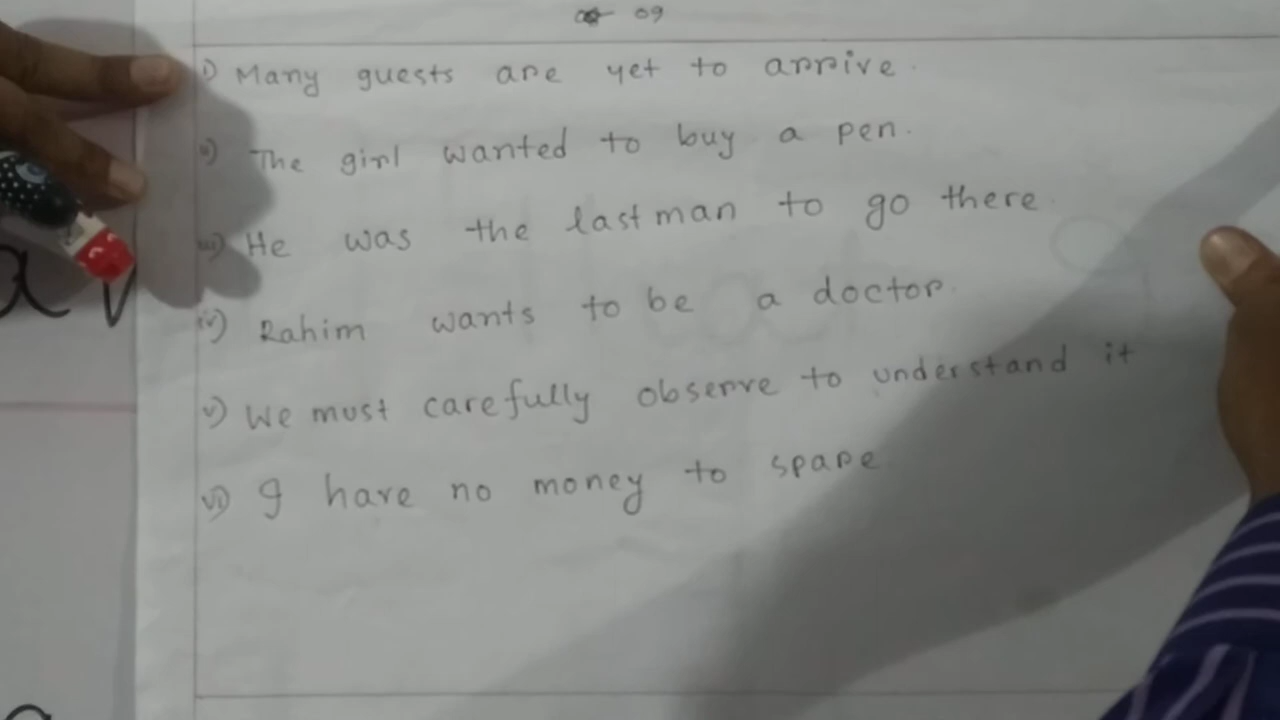 09
i) Many guests are yet to arrive.
ii) The girl wanted to buy a pen.
iii) He was the last man to go there.
iv) Rahim wants to be a doctor.
v) We must carefully observe to understand it
vi) I have no money to spare.